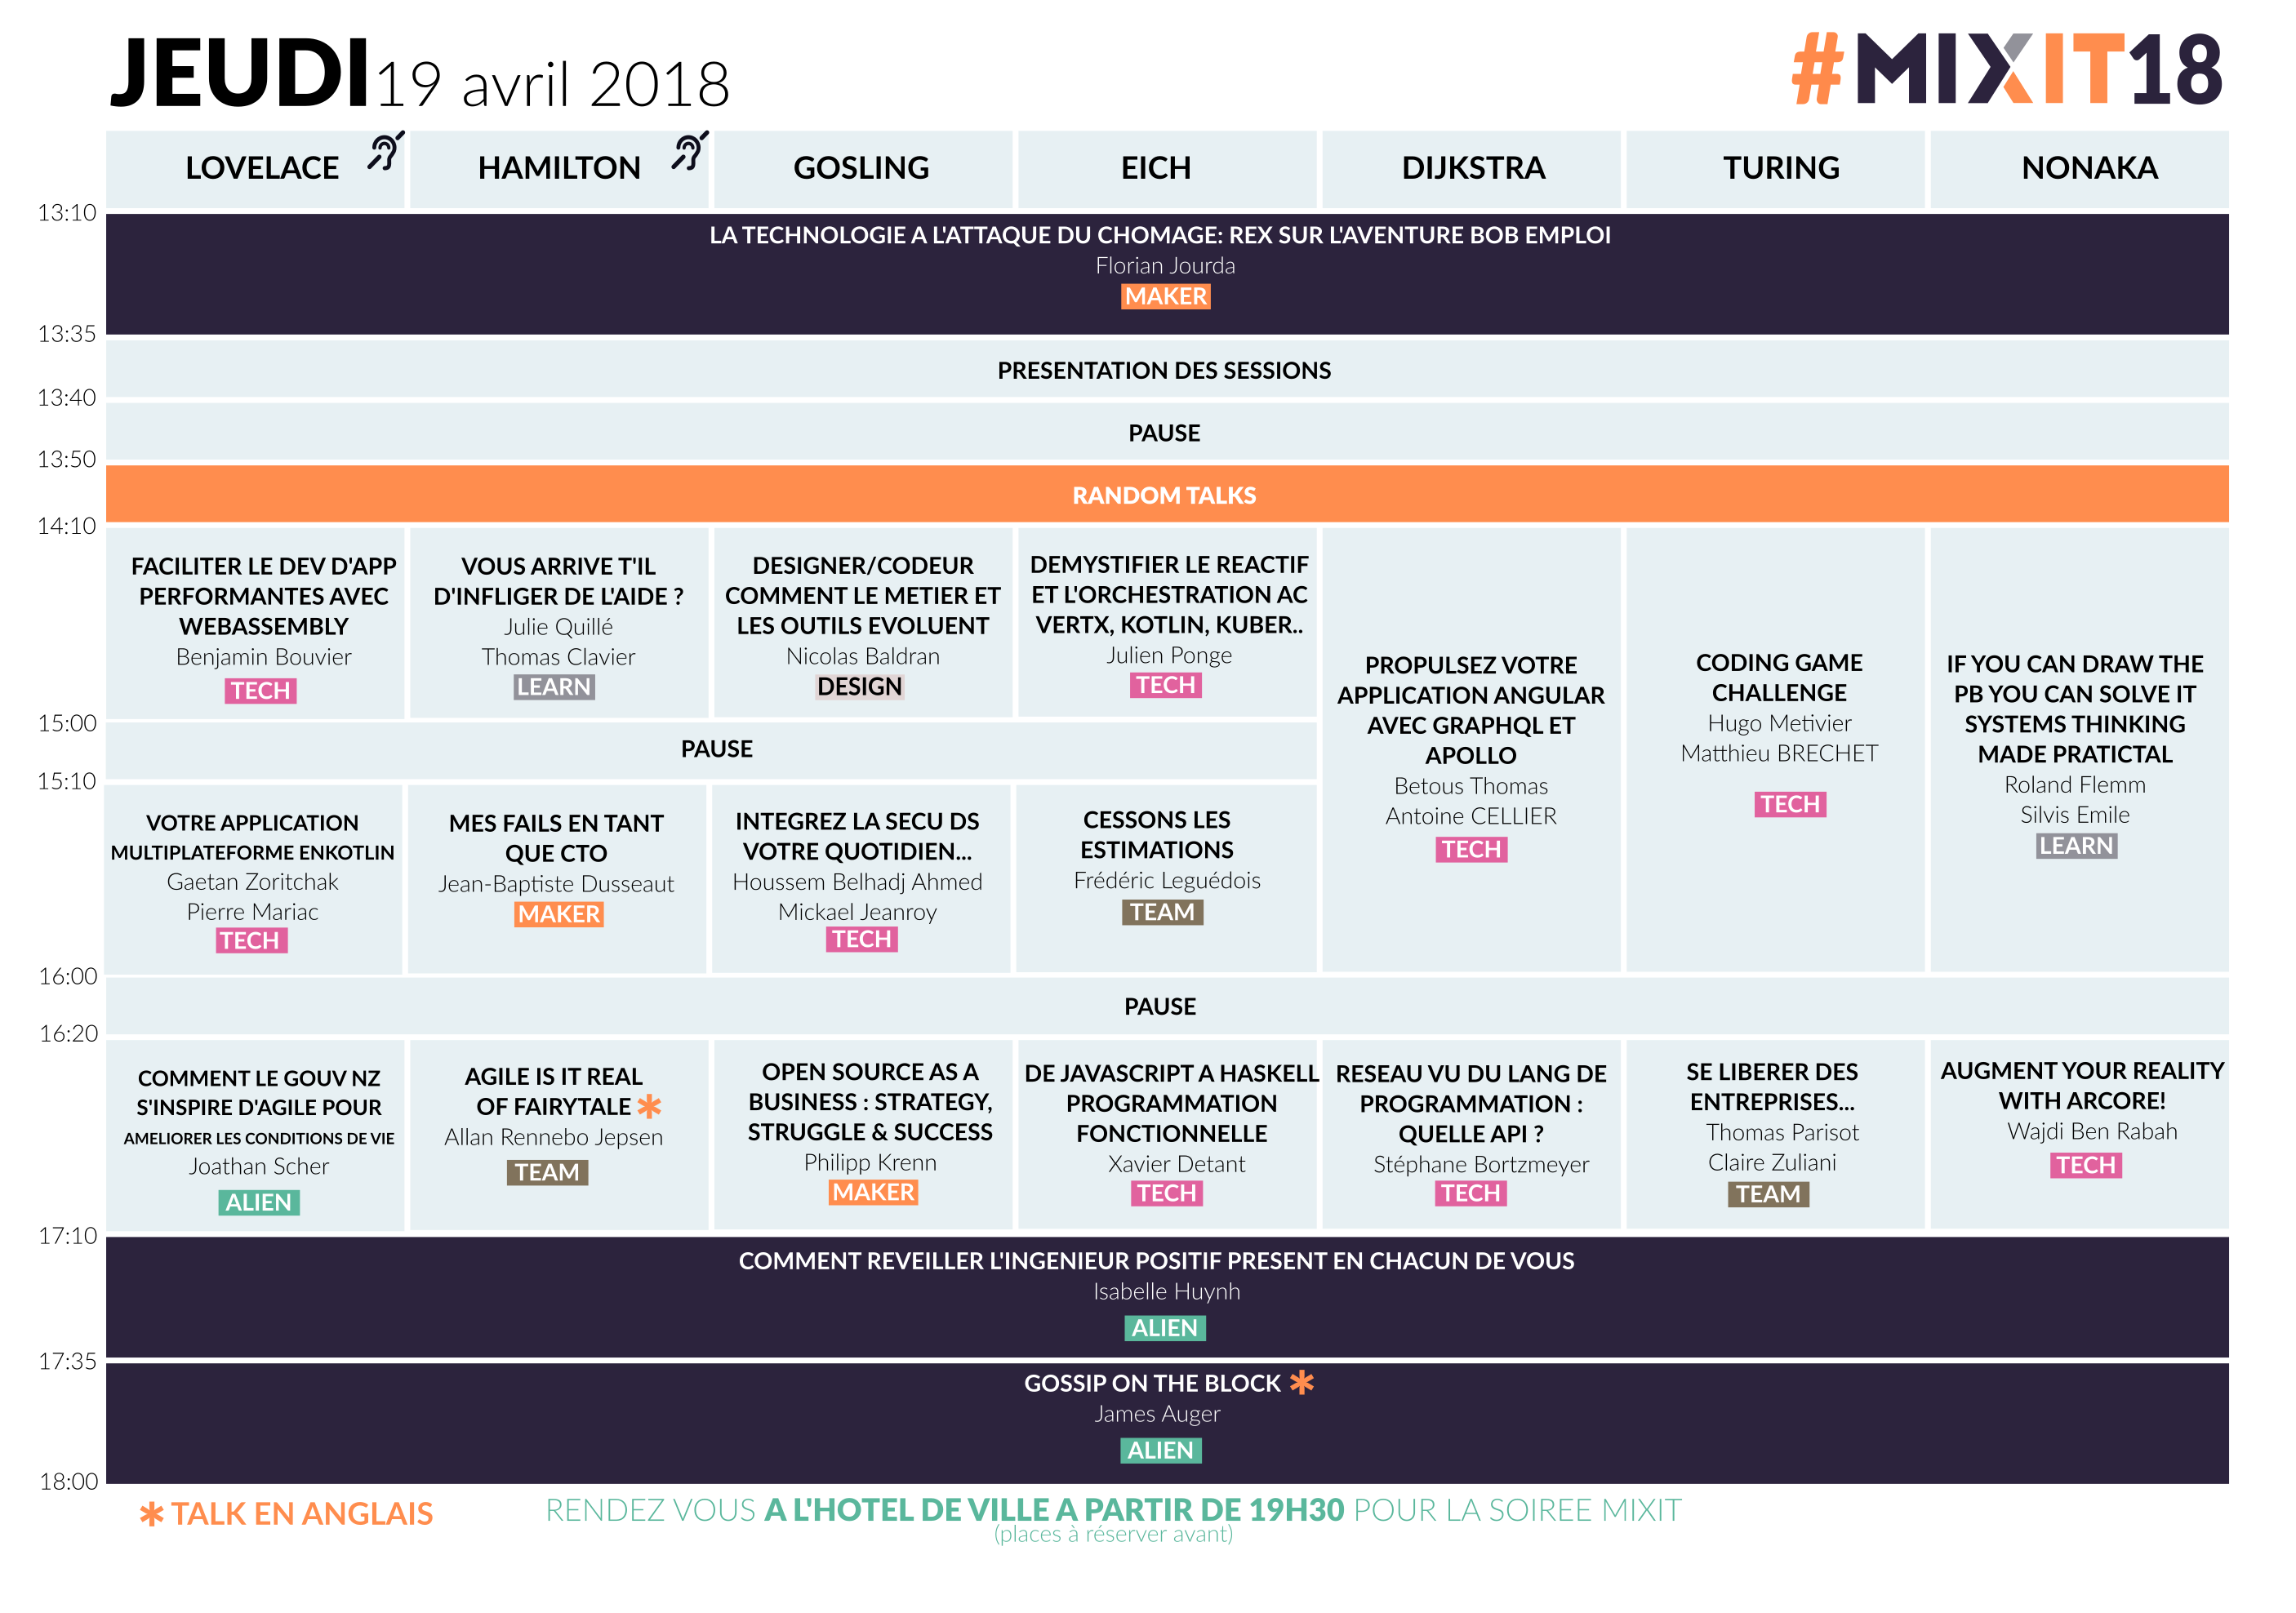 JEUDI 19 avril 2018
#MIXIT18
LOVELACE
HAMILTON
GOSLING
EICH
DIJKSTRA
TURING
NONAKA
13:10
LA TECHNOLOGIE A L'ATTAQUE DU CHOMAGE: REX SUR L'AVENTURE BOB EMPLOI
Florian Jourda
MAKER
13:35
PRESENTATION DES SESSIONS
13:40
PAUSE
13:50
RANDOM TALKS
14:10
FACILITER LE DEV D'APP
PERFORMANTES AVEC
WEBASSEMBLY
Benjamin Bouvier
TECH
VOUS ARRIVE T'IL
D'INFLIGER DE L'AIDE ?
Julie Quillé
Thomas Clavier
LEARN
DESIGNER/CODEUR
COMMENT LE METIER ET
LES OUTILS EVOLUENT
Nicolas Baldran
DESIGN
DEMYSTIFIER LE REACTIF
ET L'ORCHESTRATION AC
VERTX, KOTLIN, KUBER..
Julien Ponge
TECH
PROPULSEZ VOTRE
APPLICATION ANGULAR
AVEC GRAPHQL ET
APOLLO
Betous Thomas
Antoine CELLIER
TECH
CODING GAME
CHALLENGE
Hugo Metivier
Matthieu BRECHET
TECH
IF YOU CAN DRAW THE
PB YOU CAN SOLVE IT
SYSTEMS THINKING
MADE PRATICTAL
Roland Flemm
Silvis Emile
LEARN
15:00
PAUSE
15:10
VOTRE APPLICATION
MULTIPLATEFORME ENKOTLIN
Gaetan Zoritchak
Pierre Mariac
TECH
MES FAILS EN TANT
QUE CTO
Jean-Baptiste Dusseaut
MAKER
INTEGREZ LA SECU DS
VOTRE QUOTIDIEN...
Houssem Belhadj Ahmed
Mickael Jeanroy
TECH
CESSONS LES
ESTIMATIONS
Frédéric Leguédois
TEAM
16:00
PAUSE
16:20
COMMENT LE GOUV NZ
S'INSPIRE D'AGILE POUR
AMELIORER LES CONDITIONS DE VIE
Joathan Scher
ALIEN
AGILE IS IT REAL
OF FAIRYTALE *
Allan Rennebo Jepsen
TEAM
OPEN SOURCE AS A
BUSINESS : STRATEGY,
STRUGGLE & SUCCESS
Philipp Krenn
MAKER
DE JAVASCRIPT A HASKELL
PROGRAMMATION
FONCTIONNELLE
Xavier Detant
TECH
RESEAU VU DU LANG DE
PROGRAMMATION :
QUELLE API ?
Stéphane Bortzmeyer
TECH
SE LIBERER DES
ENTREPRISES...
Thomas Parisot
Claire Zuliani
TEAM
AUGMENT YOUR REALITY
WITH ARCORE!
Wajdi Ben Rabah
TECH
17:10
COMMENT REVEILLER L'INGENIEUR POSITIF PRESENT EN CHACUN DE VOUS
Isabelle Huynh
ALIEN
17:35
GOSSIP ON THE BLOCK *
James Auger
ALIEN
18:00
* TALK EN ANGLAIS
RENDEZ VOUS A L'HOTEL DE VILLE A PARTIR DE 19H30 POUR LA SOIREE MIXIT
(places à réserver avant)